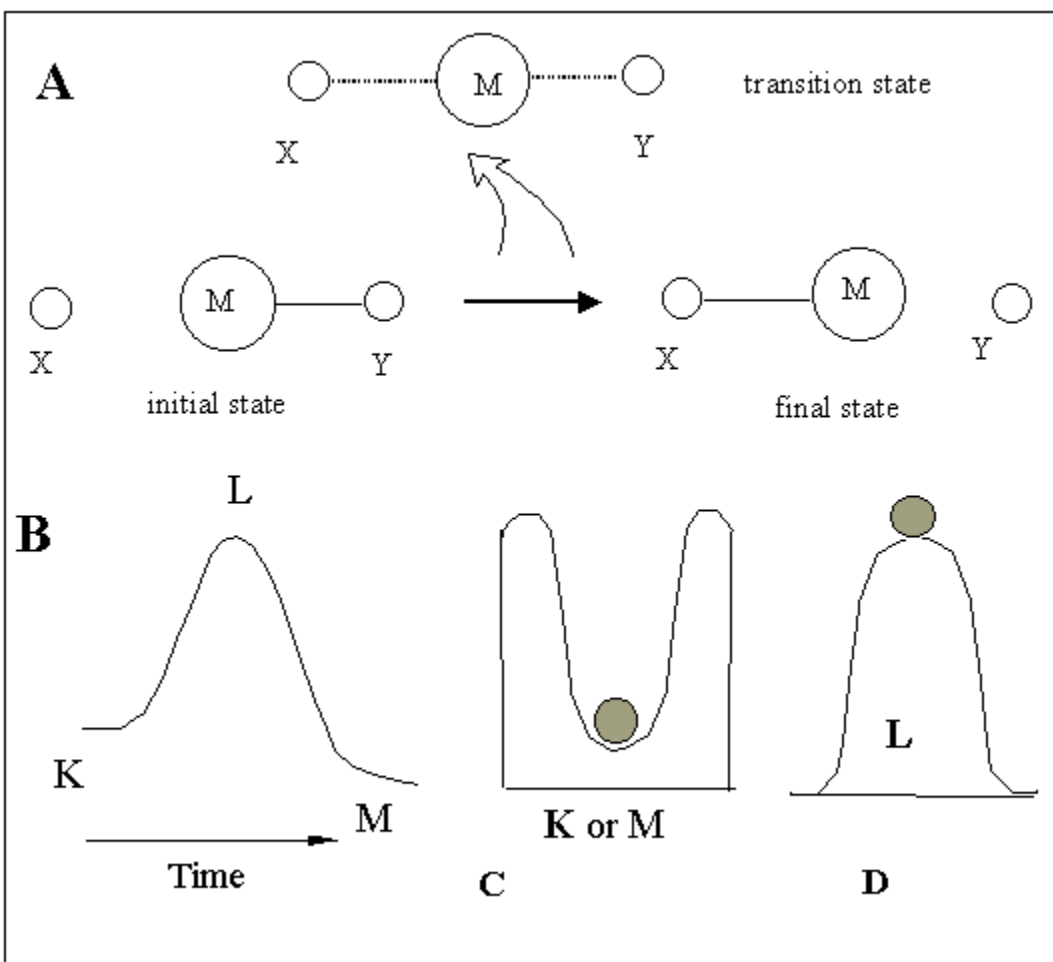 A
M
transition state
X
Y
M
M
X
Y
X
Y
initial state
final state
B
L
K
M
Time
K or M
L
C
D